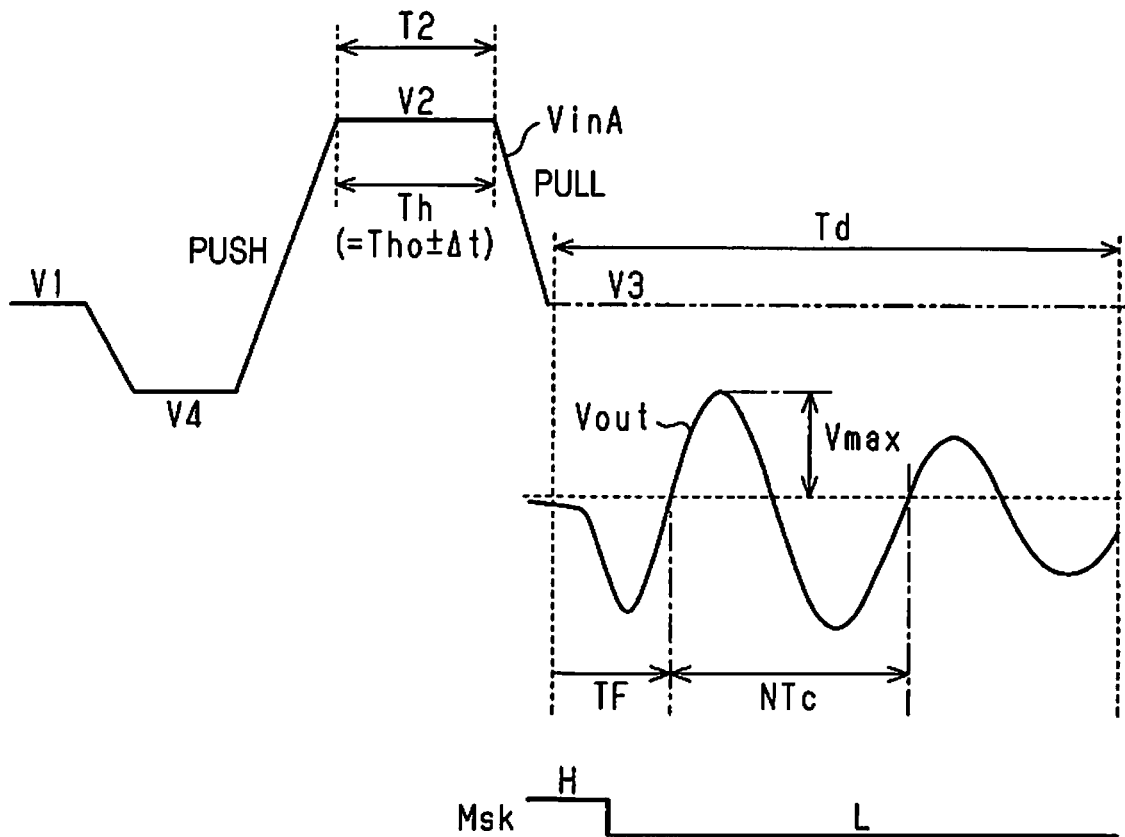 T2
V2
VinA
PULL
Th
(=Tho±Δt)
PUSH
Td
V1
V3
V4
Vout
Vmax
TF
NTc
H
Msk
L